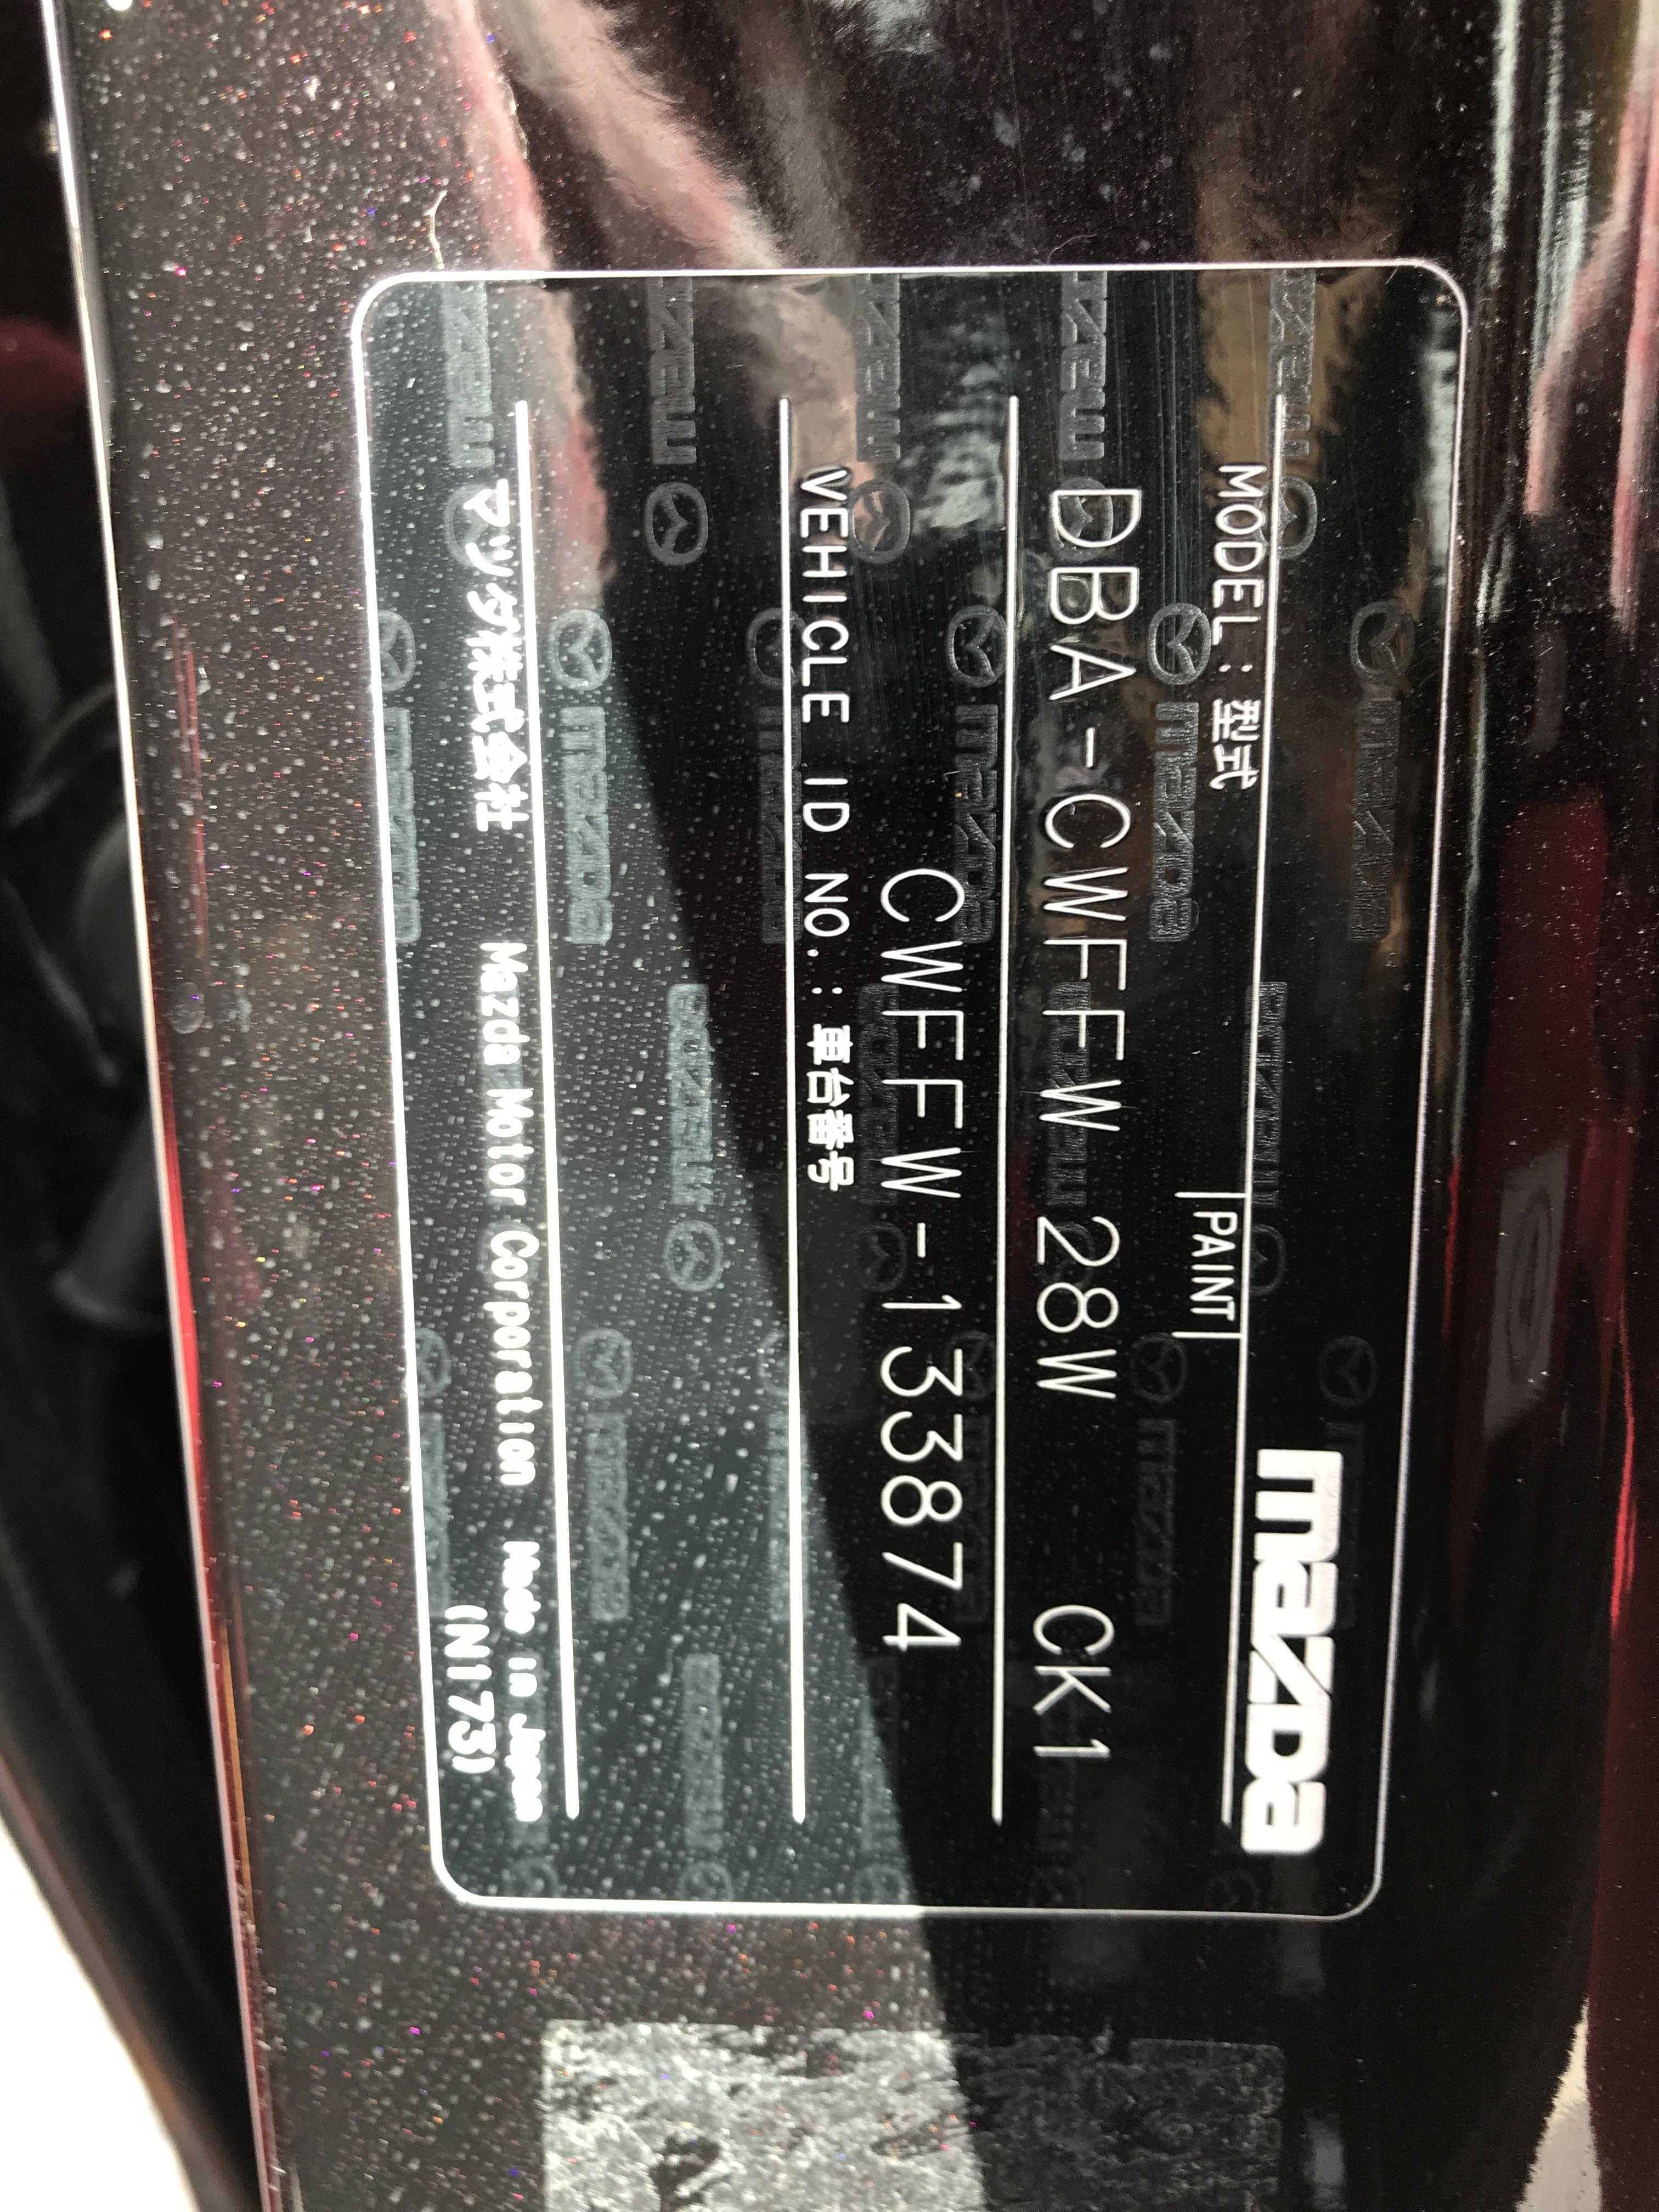 mazda
MODEL : 型式
PAINT
DBA-CWFFW 28W CK1
CWFFW-133874
VEHICLE ID NO. : 車台番号
マツダ株式会社 Mazda Motor Corporation Made in Japan
(N173)